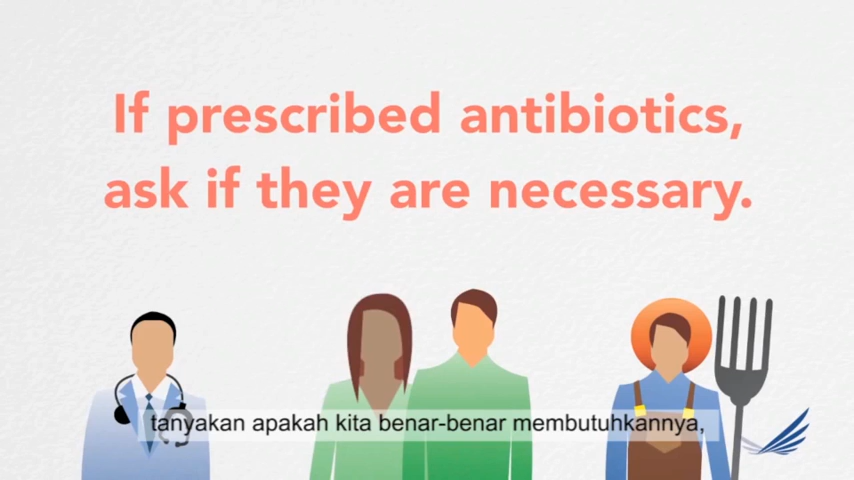 If prescribed antibiotics,
ask if they are necessary.
tanyakan apakah kita benar-benar membutuhkannya,